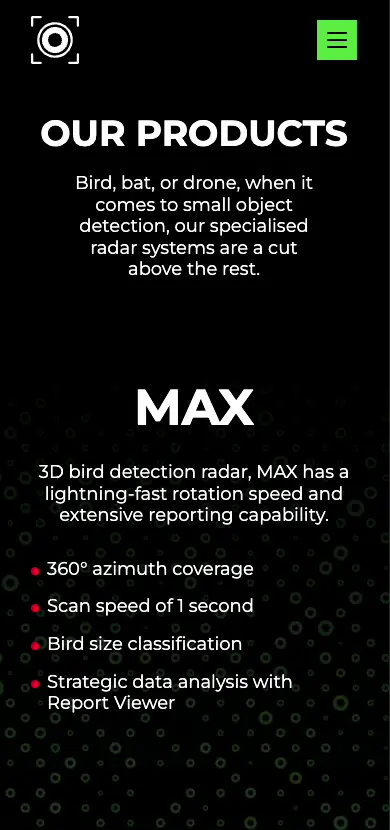 OUR PRODUCTS
Bird, bat, or drone, when it
comes to small object
detection, our specialised
radar systems are a cut
above the rest.
MAX
3D bird detection radar, MAX has a
lightning-fast rotation speed and
extensive reporting capability.
360° azimuth coverage
Scan speed of 1 second
Bird size classification
Strategic data analysis with
Report Viewer